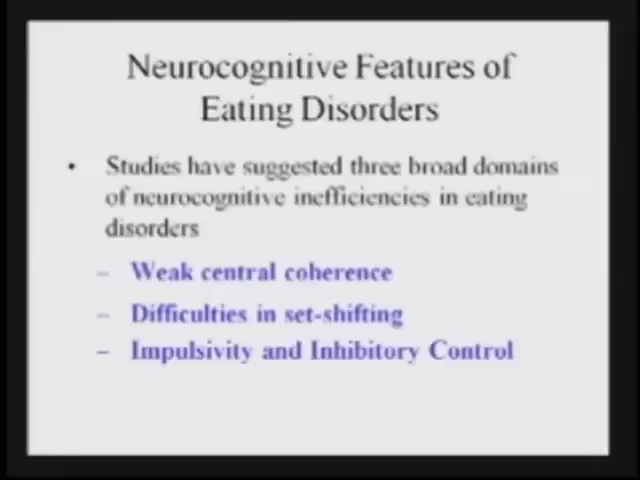 Neurocognitive Features of
Eating Disorders
• Studies have suggested three broad domains
of neurocognitive inefficiencies in eating
disorders
– Weak central coherence
– Difficulties in set-shifting
– Impulsivity and Inhibitory Control